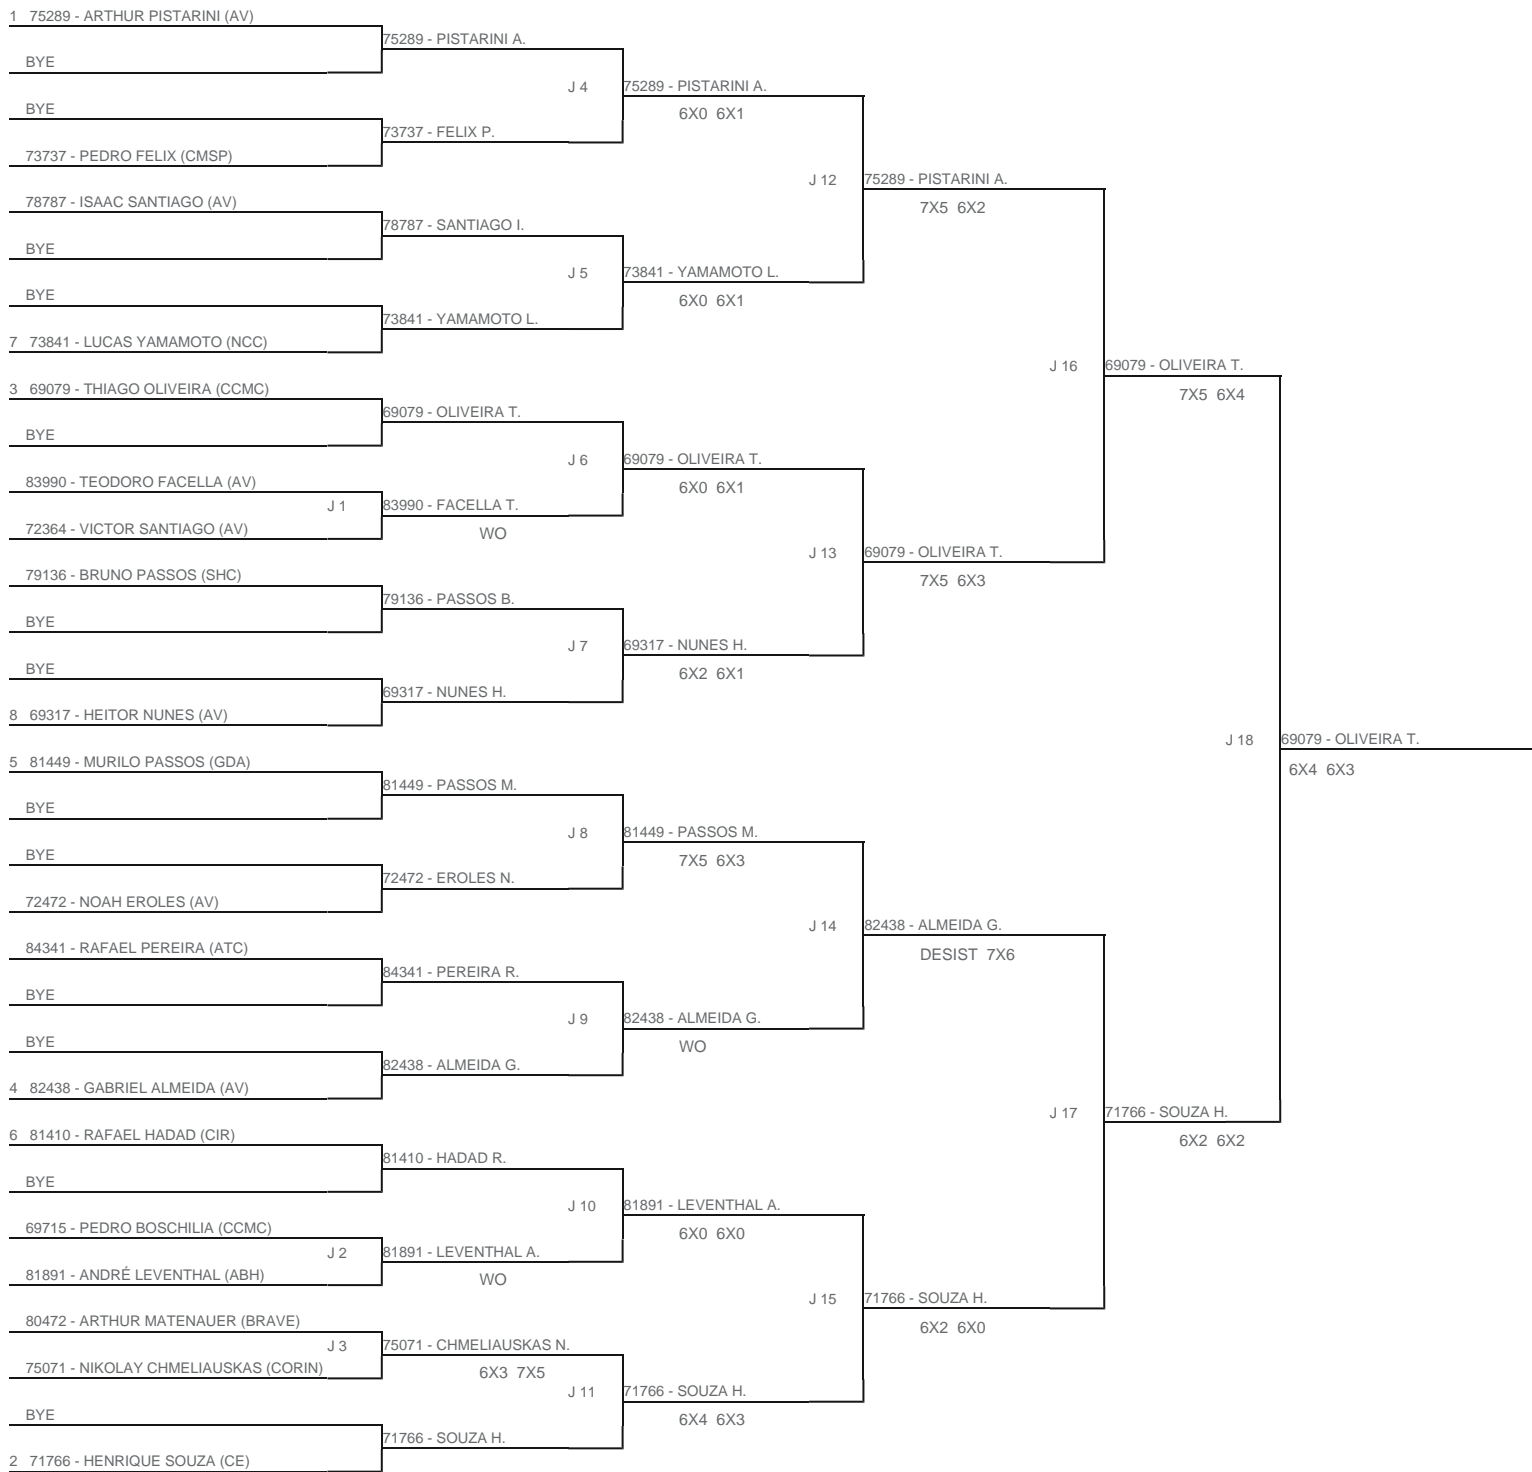 1 75289 - ARTHUR PISTARINI (AV)
75289 - PISTARINI A.
BYE
J 4
75289 - PISTARINI A.
6X0 6X1
BYE
73737 - FELIX P.
73737 - PEDRO FELIX (CMSP)
J 12
75289 - PISTARINI A.
7X5 6X2
78787 - ISAAC SANTIAGO (AV)
78787 - SANTIAGO I.
BYE
J 5
73841 - YAMAMOTO L.
6X0 6X1
BYE
73841 - YAMAMOTO L.
7 73841 - LUCAS YAMAMOTO (NCC)
J 16
69079 - OLIVEIRA T.
7X5 6X4
3 69079 - THIAGO OLIVEIRA (CCMC)
69079 - OLIVEIRA T.
BYE
J 6
69079 - OLIVEIRA T.
6X0 6X1
83990 - TEODORO FACELLA (AV)
J 1
83990 - FACELLA T.
72364 - VICTOR SANTIAGO (AV)
WO
J 13
69079 - OLIVEIRA T.
7X5 6X3
79136 - BRUNO PASSOS (SHC)
79136 - PASSOS B.
BYE
J 7
69317 - NUNES H.
6X2 6X1
BYE
69317 - NUNES H.
8 69317 - HEITOR NUNES (AV)
J 18
69079 - OLIVEIRA T.
6X4 6X3
5 81449 - MURILO PASSOS (GDA)
81449 - PASSOS M.
BYE
J 8
81449 - PASSOS M.
7X5 6X3
BYE
72472 - EROLES N.
72472 - NOAH EROLES (AV)
J 14
82438 - ALMEIDA G.
DESIST 7X6
84341 - RAFAEL PEREIRA (ATC)
84341 - PEREIRA R.
BYE
J 9
82438 - ALMEIDA G.
WO
BYE
82438 - ALMEIDA G.
4 82438 - GABRIEL ALMEIDA (AV)
J 17
71766 - SOUZA H.
6X2 6X2
6 81410 - RAFAEL HADAD (CIR)
81410 - HADAD R.
BYE
J 10
81891 - LEVENTHAL A.
6X0 6X0
69715 - PEDRO BOSCHILIA (CCMC)
J 2
81891 - LEVENTHAL A.
81891 - ANDRÉ LEVENTHAL (ABH)
WO
J 15
71766 - SOUZA H.
6X2 6X0
80472 - ARTHUR MATENAUER (BRAVE)
J 3
75071 - CHMELIAUSKAS N.
75071 - NIKOLAY CHMELIAUSKAS (CORIN)
6X3 7X5
J 11
71766 - SOUZA H.
6X4 6X3
BYE
71766 - SOUZA H.
2 71766 - HENRIQUE SOUZA (CE)